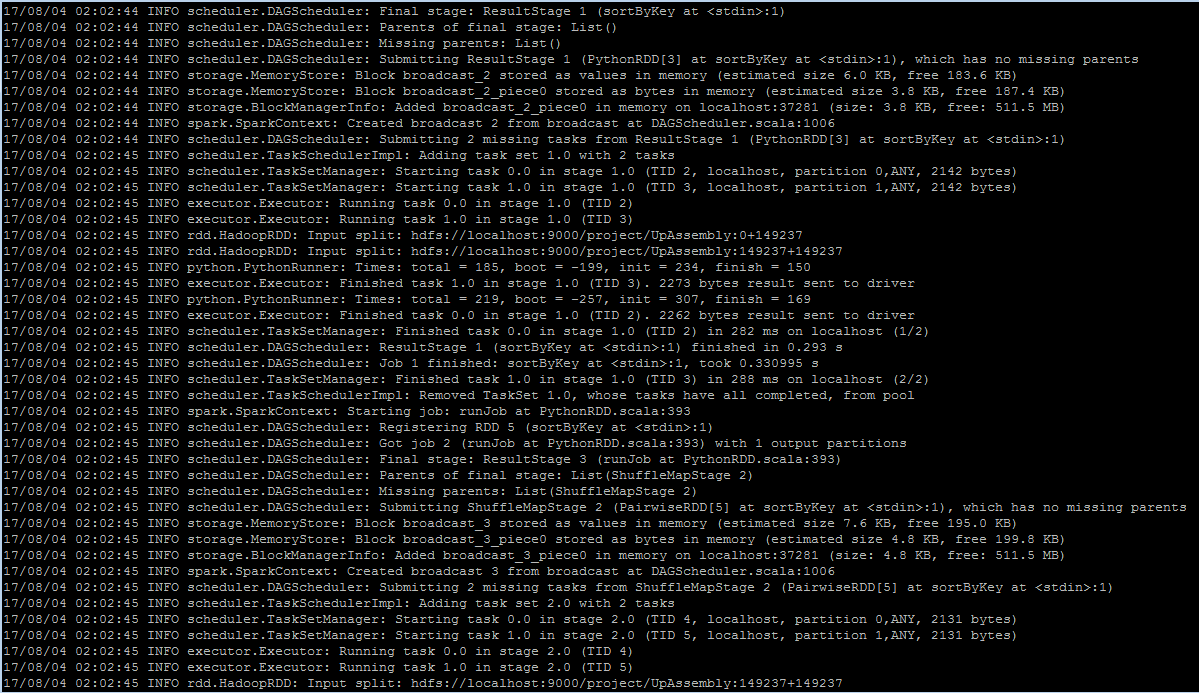 17/08/04 02:02:44 INFO scheduler.DAGScheduler: Final stage: ResultStage 1 (sortByKey at <stdin>:1)
17/08/04 02:02:44 INFO scheduler.DAGScheduler: Parents of final stage: List()
17/08/04 02:02:44 INFO scheduler.DAGScheduler: Missing parents: List()
17/08/04 02:02:44 INFO scheduler.DAGScheduler: Submitting ResultStage 1 (PythonRDD[3] at sortByKey at <stdin>:1), which has no missing parents
17/08/04 02:02:44 INFO storage.MemoryStore: Block broadcast_2 stored as values in memory (estimated size 6.0 KB, free 183.6 KB)
17/08/04 02:02:44 INFO storage.MemoryStore: Block broadcast_2_piece0 stored as bytes in memory (estimated size 3.8 KB, free 187.4 KB)
17/08/04 02:02:44 INFO storage.BlockManagerInfo: Added broadcast_2_piece0 in memory on localhost:37281 (size: 3.8 KB, free: 511.5 MB)
17/08/04 02:02:44 INFO spark.SparkContext: Created broadcast 2 from broadcast at DAGScheduler.scala:1006
17/08/04 02:02:44 INFO scheduler.DAGScheduler: Submitting 2 missing tasks from ResultStage 1 (PythonRDD[3] at sortByKey at <stdin>:1)
17/08/04 02:02:45 INFO scheduler.TaskSchedulerImpl: Adding task set 1.0 with 2 tasks
17/08/04 02:02:45 INFO scheduler.TaskSetManager: Starting task 0.0 in stage 1.0 (TID 2, localhost, partition 0,ANY, 2142 bytes)
17/08/04 02:02:45 INFO scheduler.TaskSetManager: Starting task 1.0 in stage 1.0 (TID 3, localhost, partition 1,ANY, 2142 bytes)
17/08/04 02:02:45 INFO executor.Executor: Running task 0.0 in stage 1.0 (TID 2)
17/08/04 02:02:45 INFO executor.Executor: Running task 1.0 in stage 1.0 (TID 3)
17/08/04 02:02:45 INFO rdd.HadoopRDD: Input split: hdfs://localhost:9000/project/UpAssembly:0+149237
17/08/04 02:02:45 INFO rdd.HadoopRDD: Input split: hdfs://localhost:9000/project/UpAssembly:149237+149237
17/08/04 02:02:45 INFO python.PythonRunner: Times: total = 185, boot = -199, init = 234, finish = 150
17/08/04 02:02:45 INFO executor.Executor: Finished task 1.0 in stage 1.0 (TID 3). 2273 bytes result sent to driver
17/08/04 02:02:45 INFO python.PythonRunner: Times: total = 219, boot = -257, init = 307, finish = 169
17/08/04 02:02:45 INFO executor.Executor: Finished task 0.0 in stage 1.0 (TID 2). 2262 bytes result sent to driver
17/08/04 02:02:45 INFO scheduler.TaskSetManager: Finished task 0.0 in stage 1.0 (TID 2) in 282 ms on localhost (1/2)
17/08/04 02:02:45 INFO scheduler.DAGScheduler: ResultStage 1 (sortByKey at <stdin>:1) finished in 0.293 s
17/08/04 02:02:45 INFO scheduler.DAGScheduler: Job 1 finished: sortByKey at <stdin>:1, took 0.330995 s
17/08/04 02:02:45 INFO scheduler.TaskSetManager: Finished task 1.0 in stage 1.0 (TID 3) in 288 ms on localhost (2/2)
17/08/04 02:02:45 INFO scheduler.TaskSchedulerImpl: Removed TaskSet 1.0, whose tasks have all completed, from pool
17/08/04 02:02:45 INFO spark.SparkContext: Starting job: runJob at PythonRDD.scala:393
17/08/04 02:02:45 INFO scheduler.DAGScheduler: Registering RDD 5 (sortByKey at <stdin>:1)
17/08/04 02:02:45 INFO scheduler.DAGScheduler: Got job 2 (runJob at PythonRDD.scala:393) with 1 output partitions
17/08/04 02:02:45 INFO scheduler.DAGScheduler: Final stage: ResultStage 3 (runJob at PythonRDD.scala:393)
17/08/04 02:02:45 INFO scheduler.DAGScheduler: Parents of final stage: List(ShuffleMapStage 2)
17/08/04 02:02:45 INFO scheduler.DAGScheduler: Missing parents: List(ShuffleMapStage 2)
17/08/04 02:02:45 INFO scheduler.DAGScheduler: Submitting ShuffleMapStage 2 (PairwiseRDD[5] at sortByKey at <stdin>:1), which has no missing parents
17/08/04 02:02:45 INFO storage.MemoryStore: Block broadcast_3 stored as values in memory (estimated size 7.6 KB, free 195.0 KB)
17/08/04 02:02:45 INFO storage.MemoryStore: Block broadcast_3_piece0 stored as bytes in memory (estimated size 4.8 KB, free 199.8 KB)
17/08/04 02:02:45 INFO storage.BlockManagerInfo: Added broadcast_3_piece0 in memory on localhost:37281 (size: 4.8 KB, free: 511.5 MB)
17/08/04 02:02:45 INFO spark.SparkContext: Created broadcast 3 from broadcast at DAGScheduler.scala:1006
17/08/04 02:02:45 INFO scheduler.DAGScheduler: Submitting 2 missing tasks from ShuffleMapStage 2 (PairwiseRDD[5] at sortByKey at <stdin>:1)
17/08/04 02:02:45 INFO scheduler.TaskSchedulerImpl: Adding task set 2.0 with 2 tasks
17/08/04 02:02:45 INFO scheduler.TaskSetManager: Starting task 0.0 in stage 2.0 (TID 4, localhost, partition 0,ANY, 2131 bytes)
17/08/04 02:02:45 INFO scheduler.TaskSetManager: Starting task 1.0 in stage 2.0 (TID 5, localhost, partition 1,ANY, 2131 bytes)
17/08/04 02:02:45 INFO executor.Executor: Running task 0.0 in stage 2.0 (TID 4)
17/08/04 02:02:45 INFO executor.Executor: Running task 1.0 in stage 2.0 (TID 5)
17/08/04 02:02:45 INFO rdd.HadoopRDD: Input split: hdfs://localhost:9000/project/UpAssembly:149237+149237